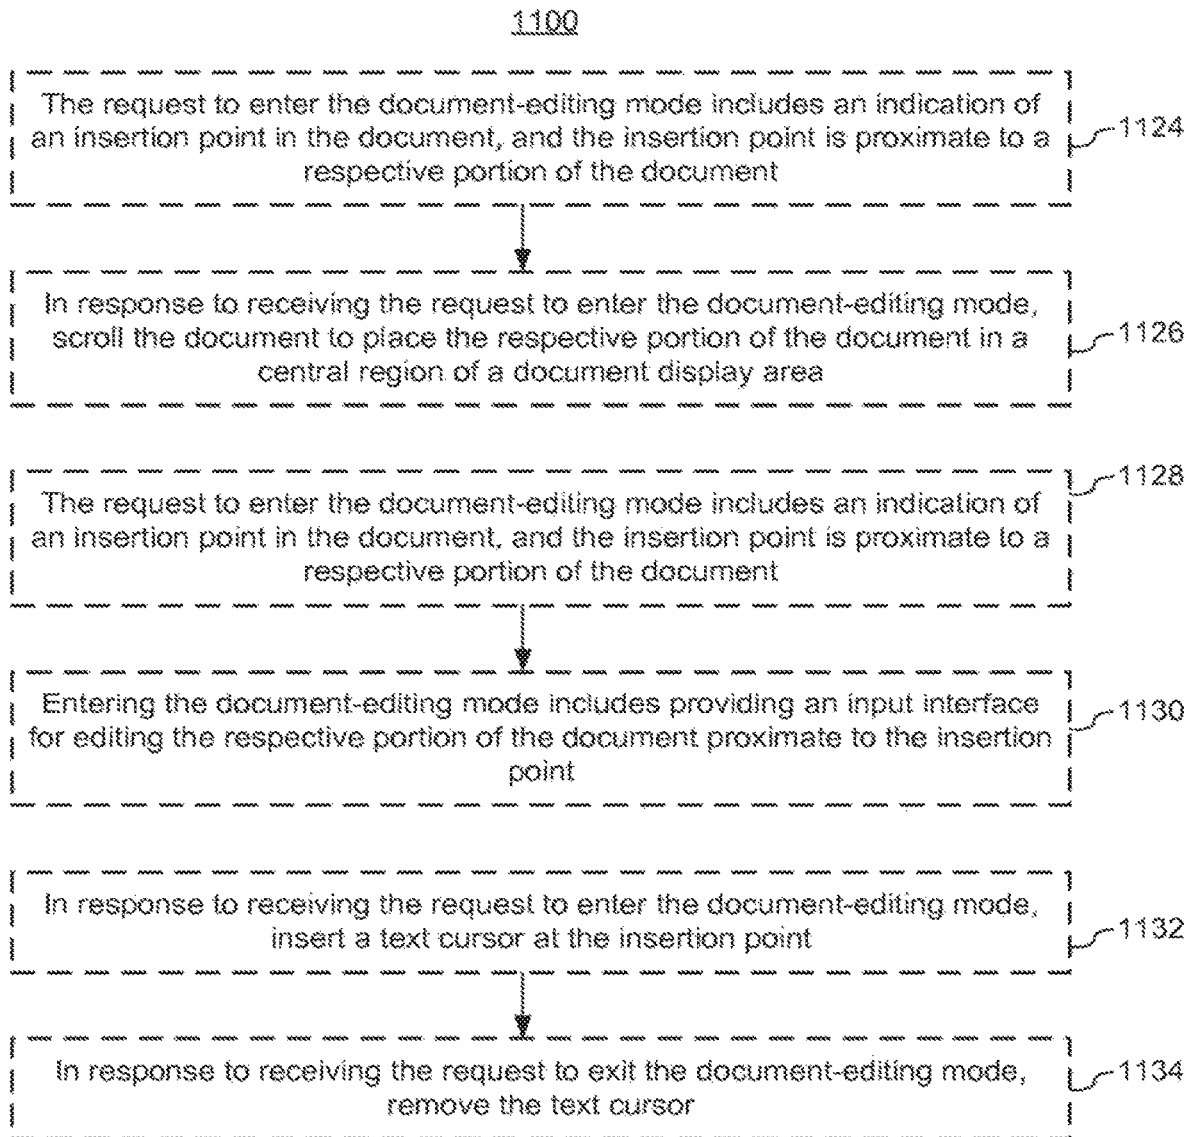 1100
The request to enter the document-editing mode includes an indication of
an insertion point in the document, and the insertion point is proximate to a
respective portion of the document
1124
In response to receiving the request to enter the document-editing mode,
scroll the document to place the respective portion of the document in a
central region of a document display area
1126
The request to enter the document-editing mode includes an indication of
an insertion point in the document, and the insertion point is proximate to a
respective portion of the document
1128
Entering the document-editing mode includes providing an input interface
for editing the respective portion of the document proximate to the insertion
point
1130
In response to receiving the request to enter the document-editing mode,
insert a text cursor at the insertion point
1132
In response to receiving the request to exit the document-editing mode,
remove the text cursor
1134